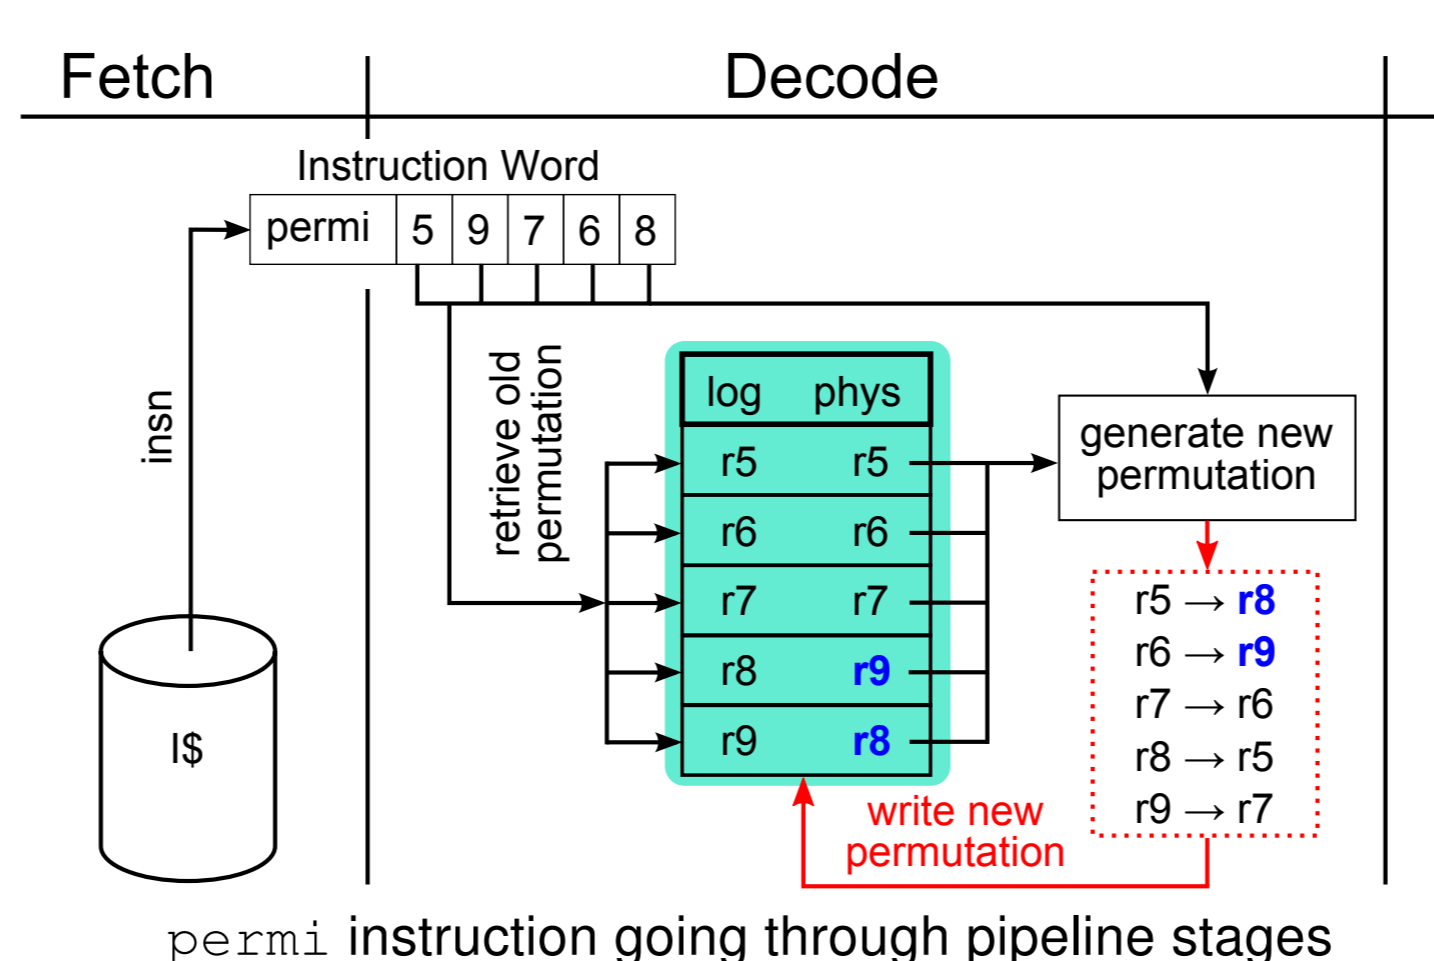 Fetch
Decode
Instruction Word
permi 5 9 7 6 8
insn
retrieve old
permutation
log phys
r5 r5
r6 r6
r7 r7
r8 r9
r9 r8
generate new
permutation
r5 → r8
r6 → r9
r7 → r6
r8 → r5
r9 → r7
I$
write new
permutation
permi instruction going through pipeline stages